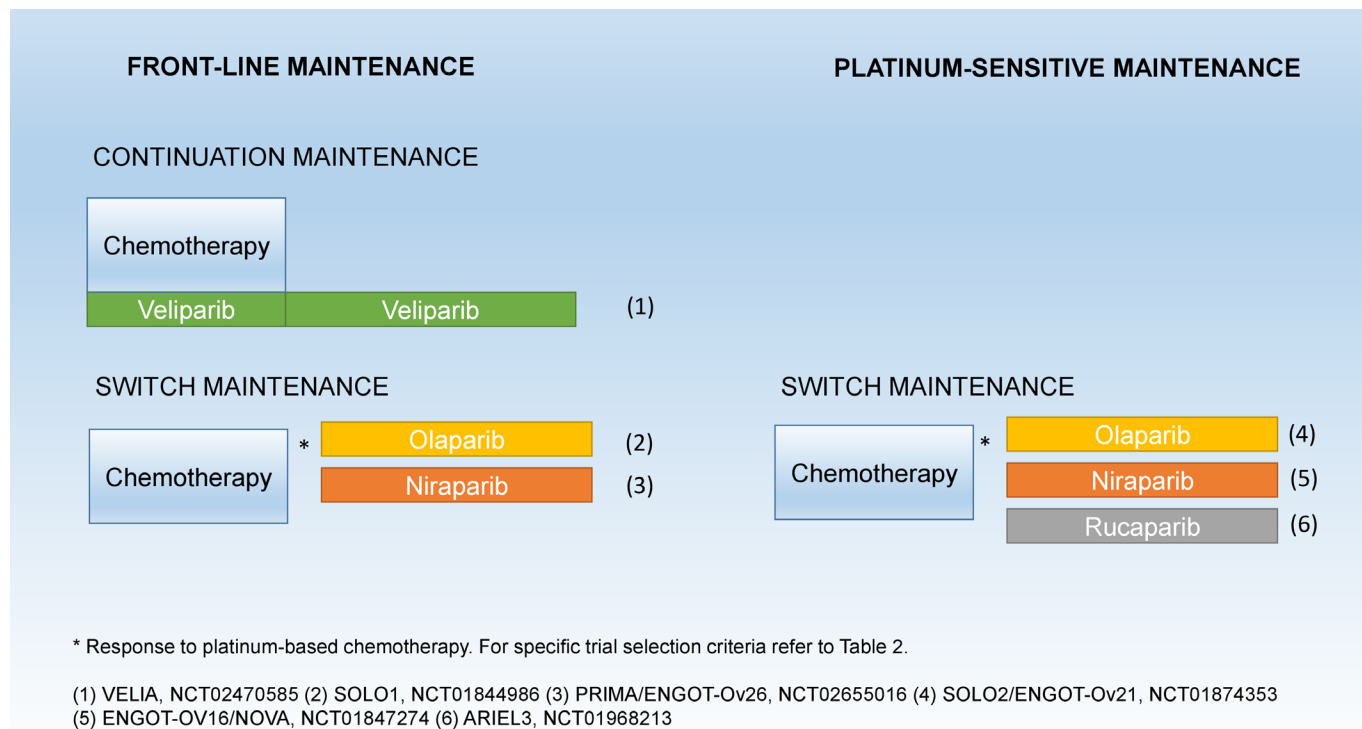 FRONT-LINE MAINTENANCE
PLATINUM-SENSITIVE MAINTENANCE
CONTINUATION MAINTENANCE
Chemotherapy
Veliparib Veliparib (1)
SWITCH MAINTENANCE
Chemotherapy
*
Olaparib (2)
Niraparib (3)
SWITCH MAINTENANCE
Chemotherapy
*
Olaparib (4)
Niraparib (5)
Rucaparib (6)
* Response to platinum-based chemotherapy. For specific trial selection criteria refer to Table 2.
(1) VELIA, NCT02470585 (2) SOLO1, NCT01844986 (3) PRIMA/ENGOT-Ov26, NCT02655016 (4) SOLO2/ENGOT-Ov21, NCT01874353
(5) ENGOT-OV16/NOVA, NCT01847274 (6) ARIEL3, NCT01968213